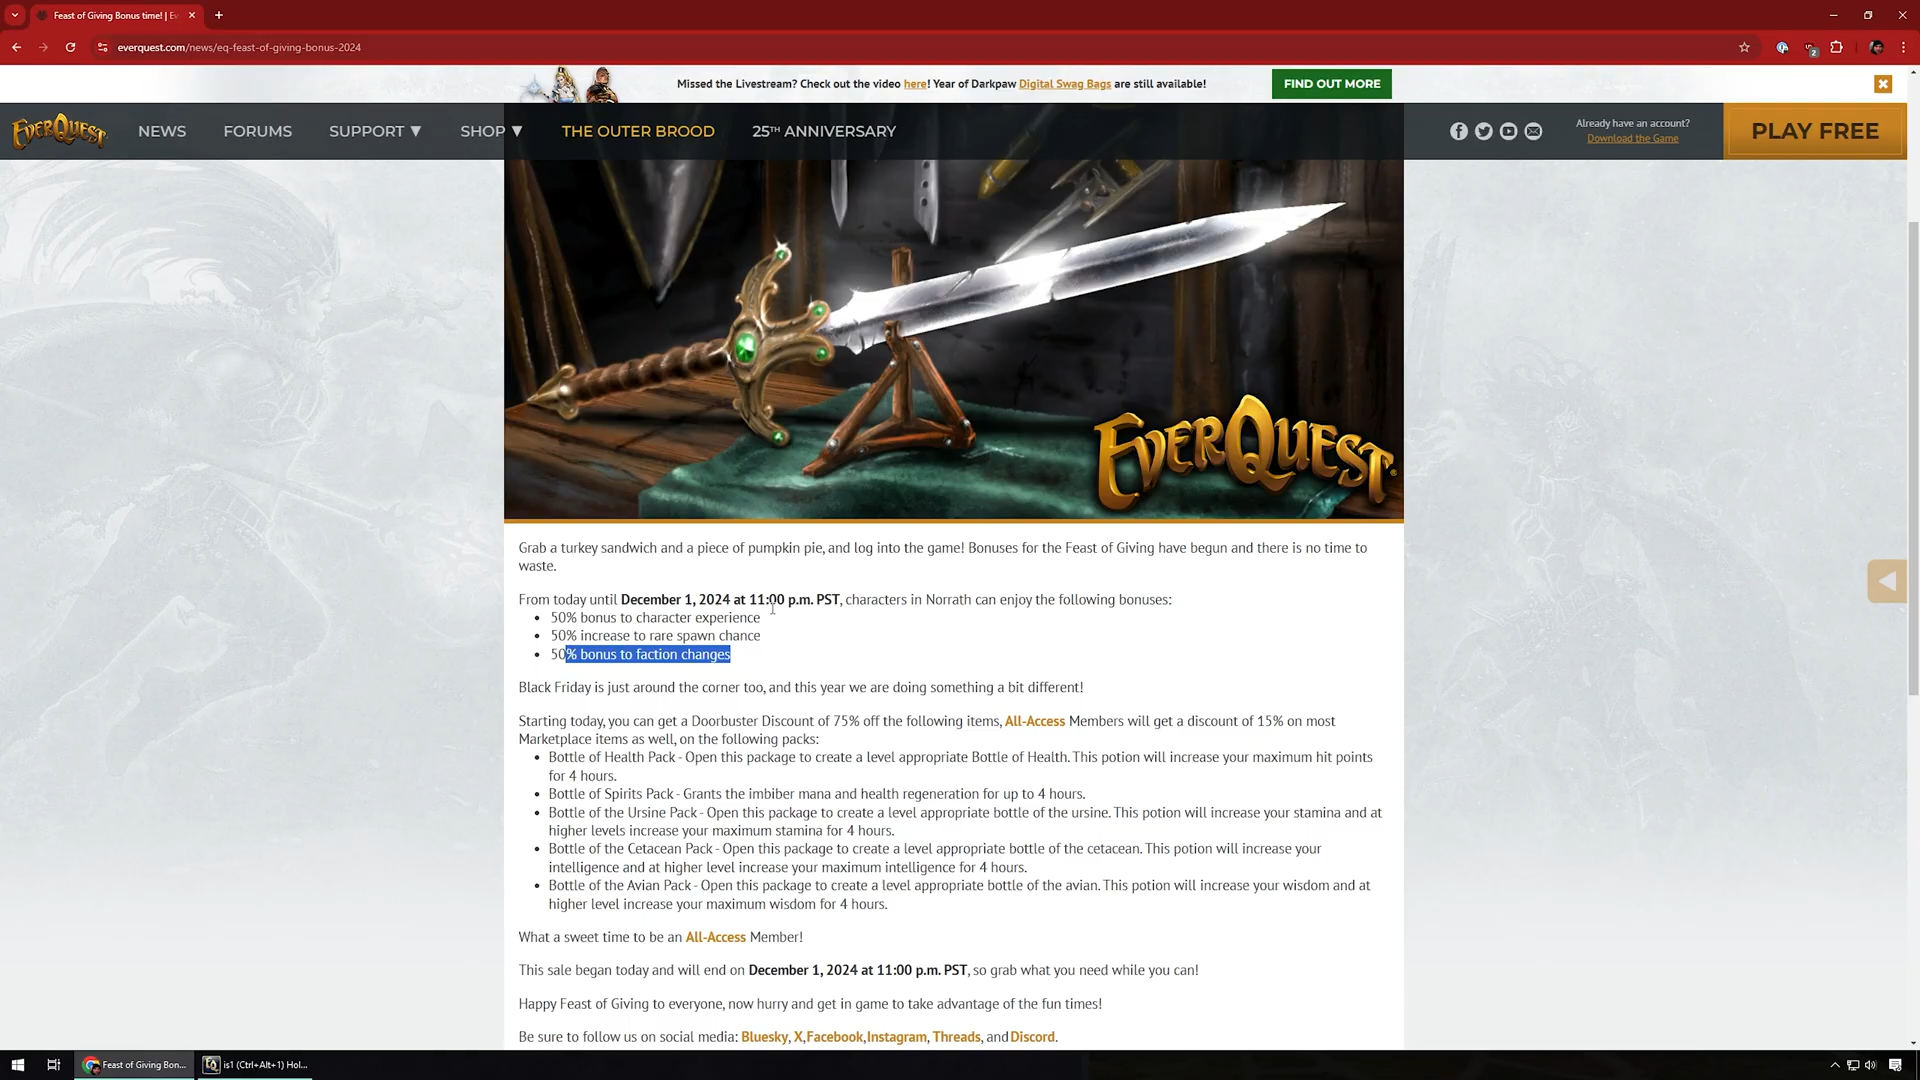 Feast of Giving Bonus time! | Ev
everquest.com/news/eq-feast-of-giving-bonus-2024
2
Missed the Livestream? Check out the video here! Year of Darkpaw Digital Swag Bags are still available!
FIND OUT MORE
EVERQUEST
NEWS
FORUMS
SUPPORT ▼
SHOP ▼
THE OUTER BROOD
25TH ANNIVERSARY
Already have an account?
Download the Game
PLAY FREE
EVERQUEST
Grab a turkey sandwich and a piece of pumpkin pie, and log into the game! Bonuses for the Feast of Giving have begun and there is no time to
waste.
From today until December 1, 2024 at 11:00 p.m. PST, characters in Norrath can enjoy the following bonuses:
• 50% bonus to character experience
• 50% increase to rare spawn chance
• 50% bonus to faction changes
Black Friday is just around the corner too, and this year we are doing something a bit different!
Starting today, you can get a Doorbuster Discount of 75% off the following items, All-Access Members will get a discount of 15% on most
Marketplace items as well, on the following packs:
• Bottle of Health Pack - Open this package to create a level appropriate Bottle of Health. This potion will increase your maximum hit points
for 4 hours.
• Bottle of Spirits Pack - Grants the imbiber mana and health regeneration for up to 4 hours.
• Bottle of the Ursine Pack - Open this package to create a level appropriate bottle of the ursine. This potion will increase your stamina and at
higher levels increase your maximum stamina for 4 hours.
• Bottle of the Cetacean Pack - Open this package to create a level appropriate bottle of the cetacean. This potion will increase your
intelligence and at higher level increase your maximum intelligence for 4 hours.
• Bottle of the Avian Pack - Open this package to create a level appropriate bottle of the avian. This potion will increase your wisdom and at
higher level increase your maximum wisdom for 4 hours.
What a sweet time to be an All-Access Member!
This sale began today and will end on December 1, 2024 at 11:00 p.m. PST, so grab what you need while you can!
Happy Feast of Giving to everyone, now hurry and get in game to take advantage of the fun times!
Be sure to follow us on social media: Bluesky, X,Facebook,Instagram, Threads, and Discord.
Feast of Giving Bon...
is1 (Ctrl+Alt+1) Hol...